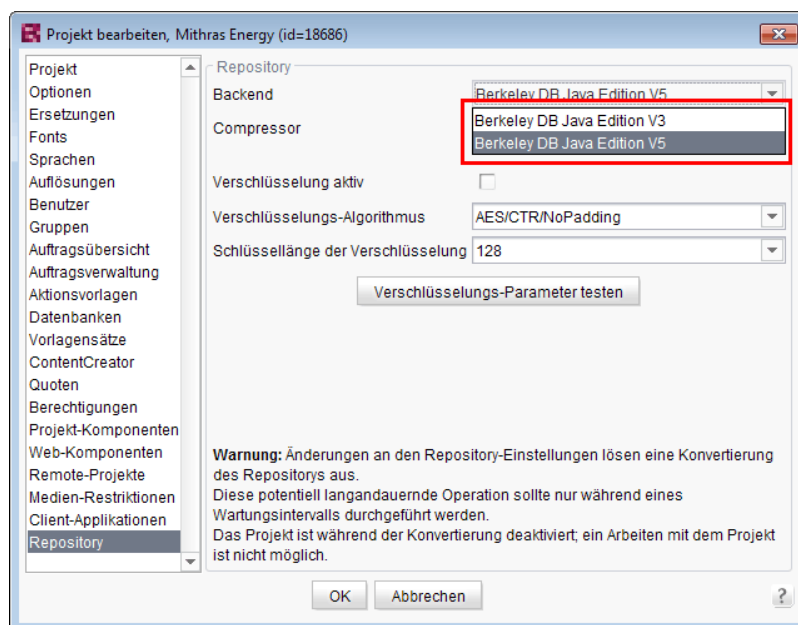 Projekt bearbeiten, Mithras Energy (id=18686)
Projekt
Optionen
Ersetzungen
Fonts
Sprachen
Auflösungen
Benutzer
Gruppen
Auftragsübersicht
Auftragsverwaltung
Aktionsvorlagen
Datenbanken
Vorlagensätze
ContentCreator
Quoten
Berechtigungen
Projekt-Komponenten
Web-Komponenten
Remote-Projekte
Medien-Restriktionen
Client-Applikationen
Repository
Repository
Backend Berkeley DB Java Edition V5
Berkeley DB Java Edition V3
Compressor
Berkeley DB Java Edition V5
Verschlüsselung aktiv
Verschlüsselungs-Algorithmus AES/CTR/NoPadding
Schlüssellänge der Verschlüsselung 128
Verschlüsselungs-Parameter testen
Warnung: Änderungen an den Repository-Einstellungen lösen eine Konvertierung
des Repositorys aus.
Diese potentiell langandauernde Operation sollte nur während eines
Wartungsintervalls durchgeführt werden.
Das Projekt ist während der Konvertierung deaktiviert; ein Arbeiten mit dem Projekt
ist nicht möglich.
OK Abbrechen ?